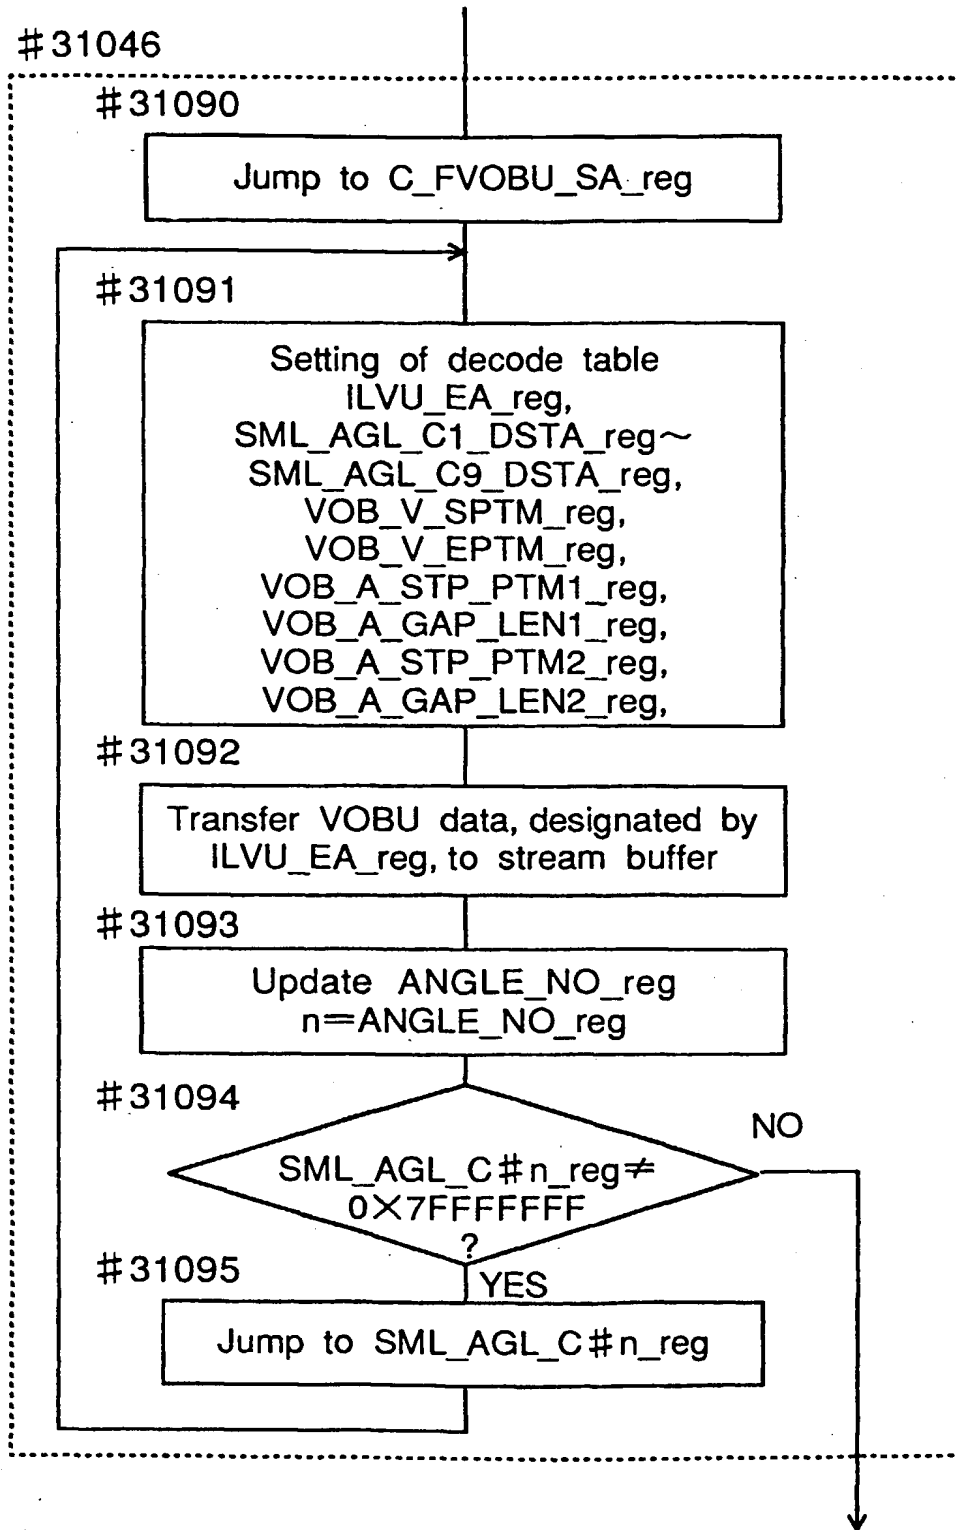 #31046
#31090
Jump to C_FVOBU_SA_reg
#31091
Setting of decode table
ILVU_EA_reg,
SML_AGL_C1_DSTA_reg~
SML_AGL_C9_DSTA_reg,
VOB_V_SPTM_reg,
VOB_V_EPTM_reg,
VOB_A_STP_PTM1_reg,
VOB_A_GAP_LEN1_reg,
VOB_A_STP_PTM2_reg,
VOB_A_GAP_LEN2_reg,
#31092
Transfer VOBU data, designated by
ILVU_EA_reg, to stream buffer
#31093
Update ANGLE_NO_reg
n=ANGLE_NO_reg
#31094
NO
SML_AGL_C#n_reg≠
0X7FFFFFFF
?
#31095
YES
Jump to SML_AGL_C#n_reg